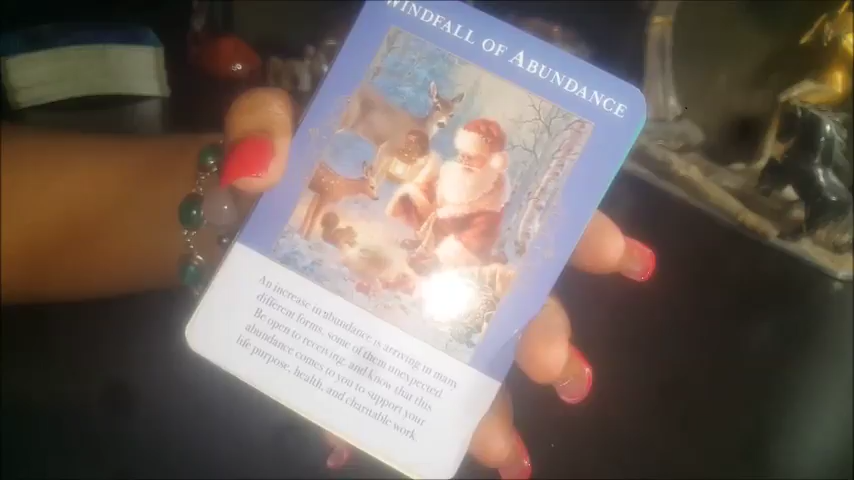 WINDFALL OF ABUNDANCE
An increase in abundance is arriving in many
different forms, some of them unexpected.
Be open to receiving, and know that this
abundance comes to you to support your
life purpose, health, and charitable work.